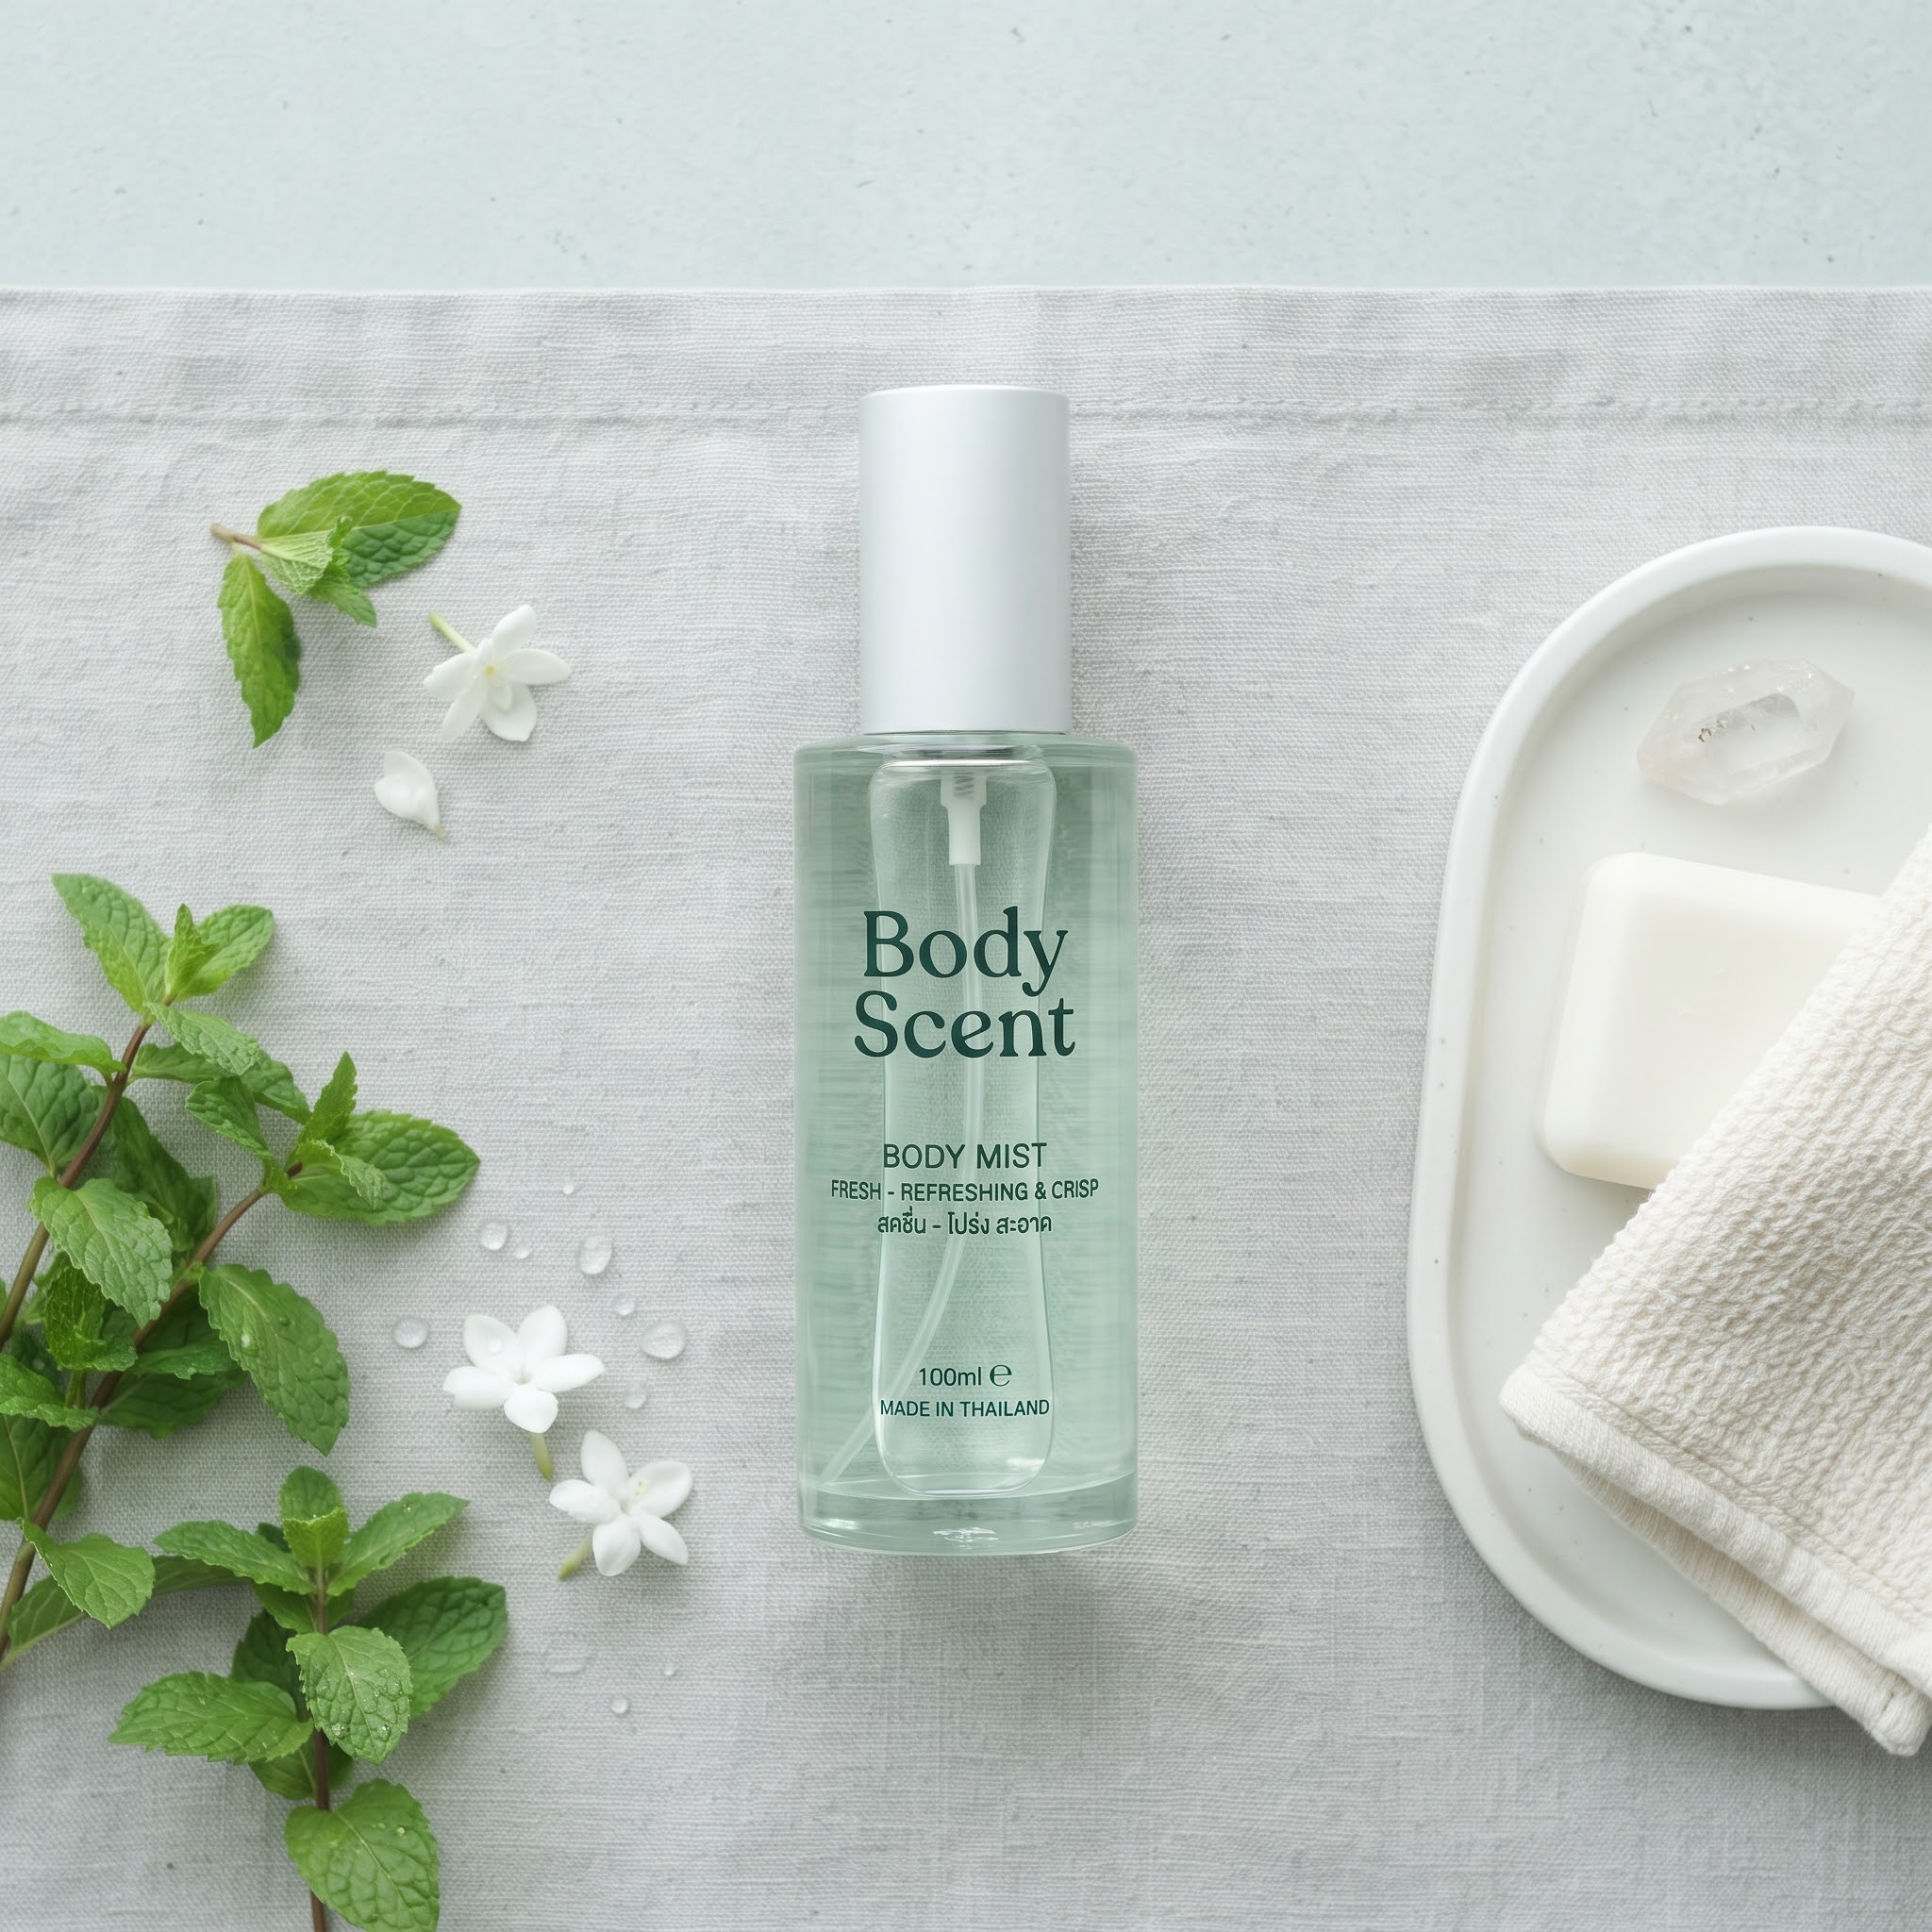 Body
Scent
BODY MIST
FRESH - REFRESHING & CRISP
สดชื่น - โปร่ง สะอาด
100ml ℮
MADE IN THAILAND